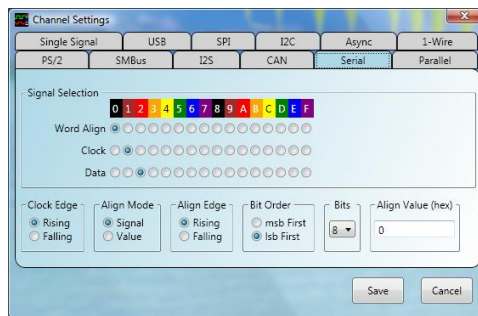 Channel Settings
Single Signal USB SPI I2C Async 1-Wire
PS/2 SMBus I2S CAN Serial Parallel
Signal Selection
0 1 2 3 4 5 6 7 8 9 A B C D E F
Word Align
Clock
Data
Clock Edge Align Mode Align Edge Bit Order Bits Align Value (hex)
Rising Signal Rising msb First 8 0
Falling Value Falling lsb First
Save Cancel